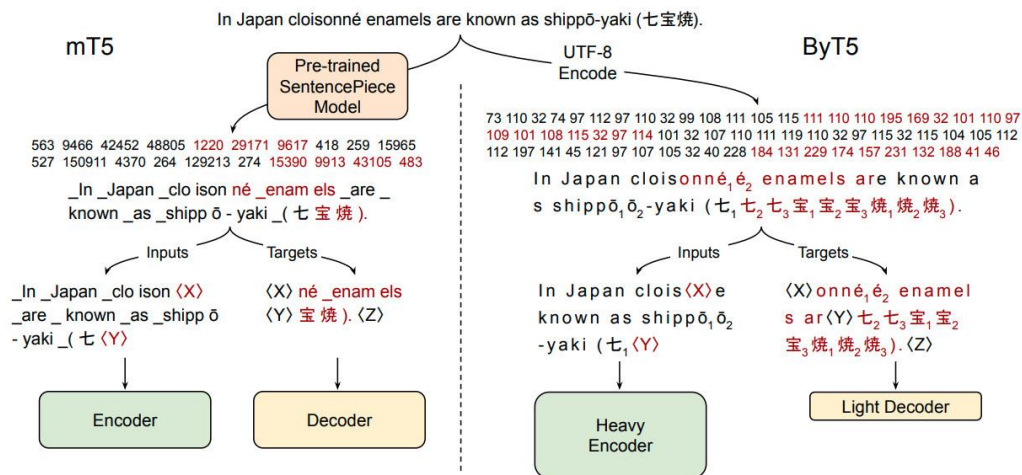 In Japan cloisonné enamels are known as shippō-yaki (七宝焼).
mT5
Pre-trained
SentencePiece
Model
563 9466 42452 48805 1220 29171 9617 418 259 15965
527 150911 4370 264 129213 274 15390 9913 43105 483
_In _Japan _clo ison né _enam els _are _
known _as _shipp ō - yaki _( 七 宝 焼 ).
Inputs
Targets
_In _Japan _clo ison 〈X〉
_are _ known _as _shipp ō
- yaki _( 七 〈Y〉
〈X〉 né _enam els
〈Y〉 宝 焼 ). 〈Z〉
Encoder
Decoder
UTF-8
Encode
ByT5
73 110 32 74 97 112 97 110 32 99 108 111 105 115 111 110 110 195 169 32 101 110 97
109 101 108 115 32 97 114 101 32 107 110 111 119 110 32 97 115 32 115 104 105 112
112 197 141 45 121 97 107 105 32 40 228 184 131 229 174 157 231 132 188 41 46
In Japan cloisonné₁é₂ enamels are known a
s shippō₁ō₂-yaki (七₁七₂七₃宝₁宝₂宝₃焼₁焼₂焼₃).
Inputs
Targets
In Japan clois〈X〉e
known as shippō₁ō₂
-yaki (七₁〈Y〉
〈X〉onné₁é₂ enamel
s ar〈Y〉七₂七₃宝₁宝₂
宝₃焼₁焼₂焼₃).〈Z〉
Heavy
Encoder
Light Decoder